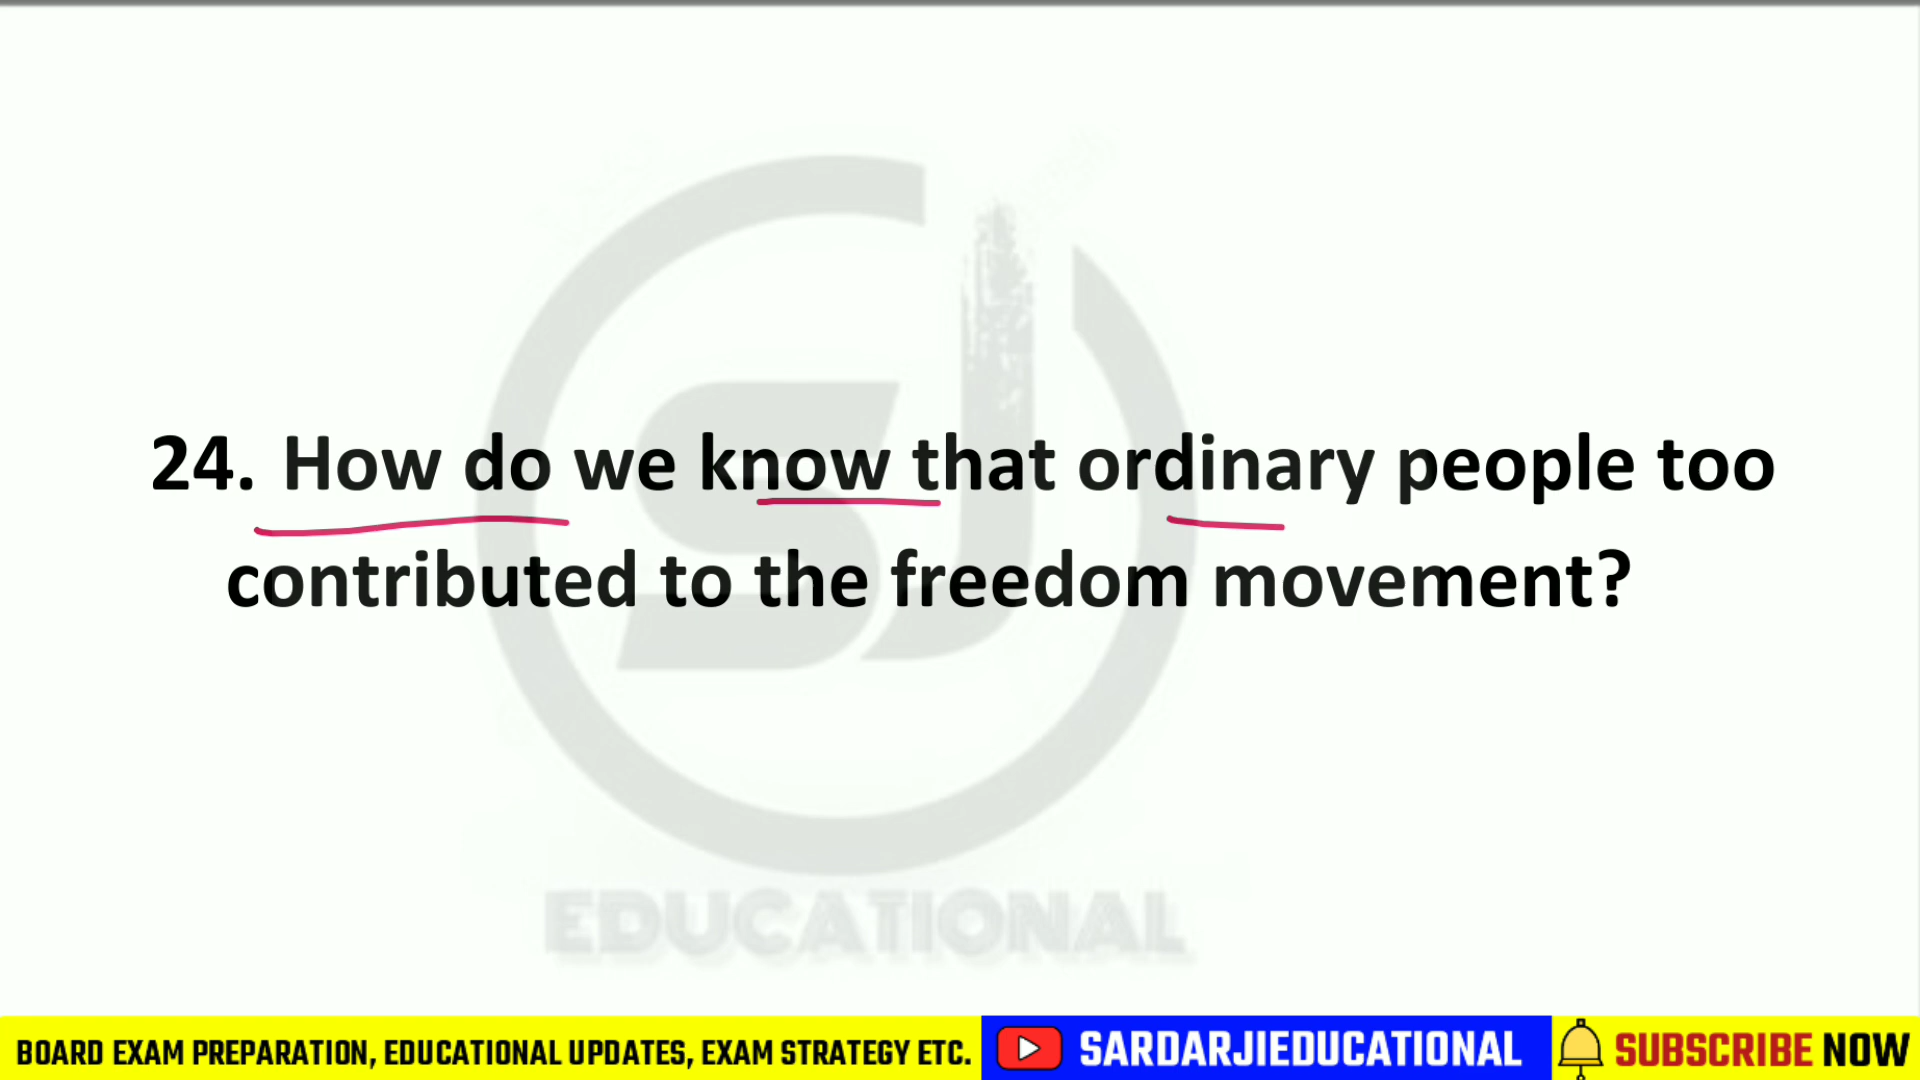 24. How do we know that ordinary people too
contributed to the freedom movement?
SJ
EDUCATIONAL
BOARD EXAM PREPARATION, EDUCATIONAL UPDATES, EXAM STRATEGY ETC. SARDARJIEDUCATIONAL SUBSCRIBE NOW